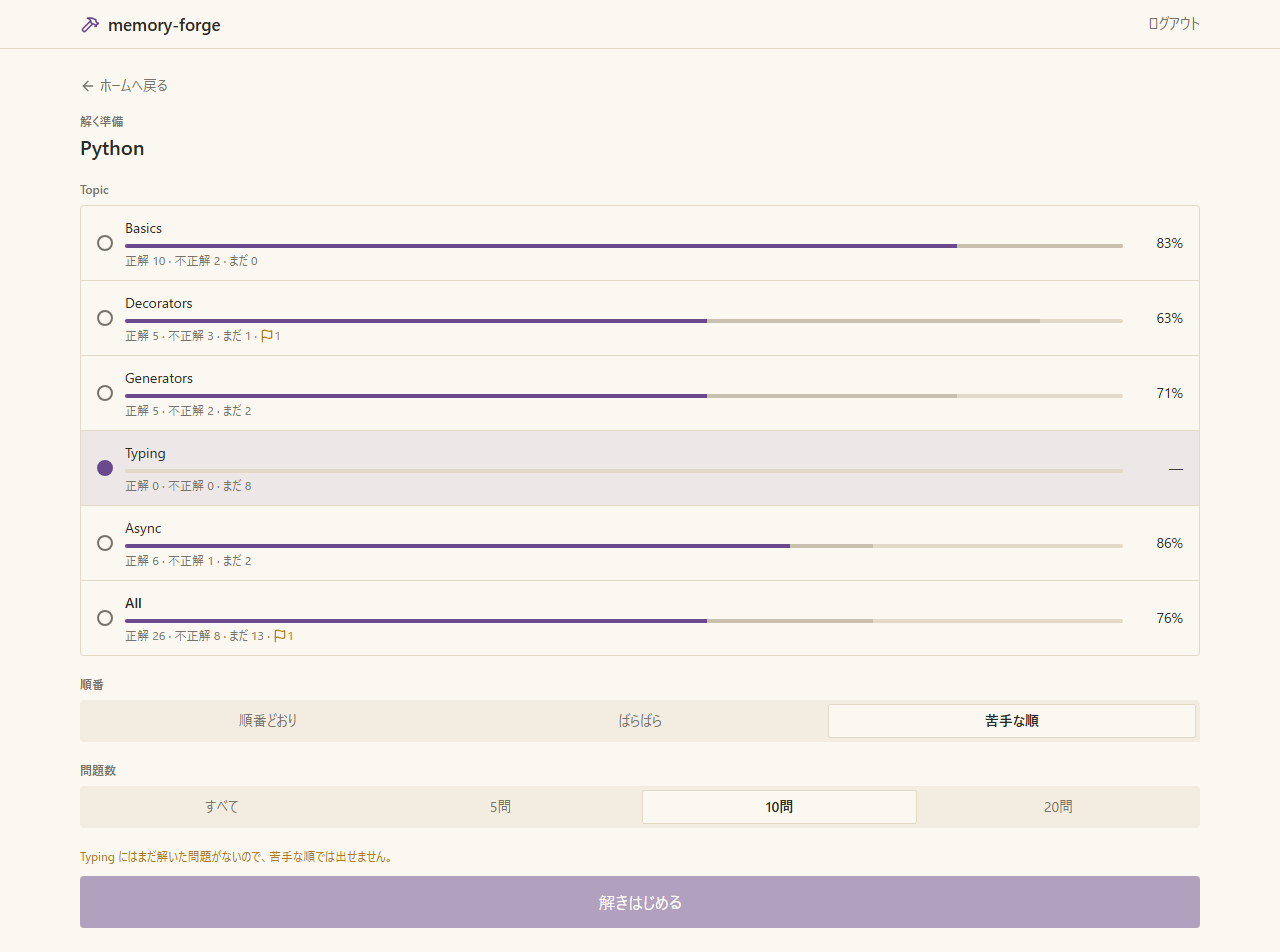 memory-forge
ログアウト
← ホームへ戻る
解く準備
Python
Topic
Basics
83%
正解 10 · 不正解 2 · まだ 0
Decorators
63%
正解 5 · 不正解 3 · まだ 1 · 1
Generators
71%
正解 5 · 不正解 2 · まだ 2
Typing
—
正解 0 · 不正解 0 · まだ 8
Async
86%
正解 6 · 不正解 1 · まだ 2
All
76%
正解 26 · 不正解 8 · まだ 13 · 1
順番
順番どおり ばらばら 苦手な順
問題数
すべて 5問 10問 20問
Typing にはまだ解いた問題がないので、苦手な順では出せません。
解きはじめる